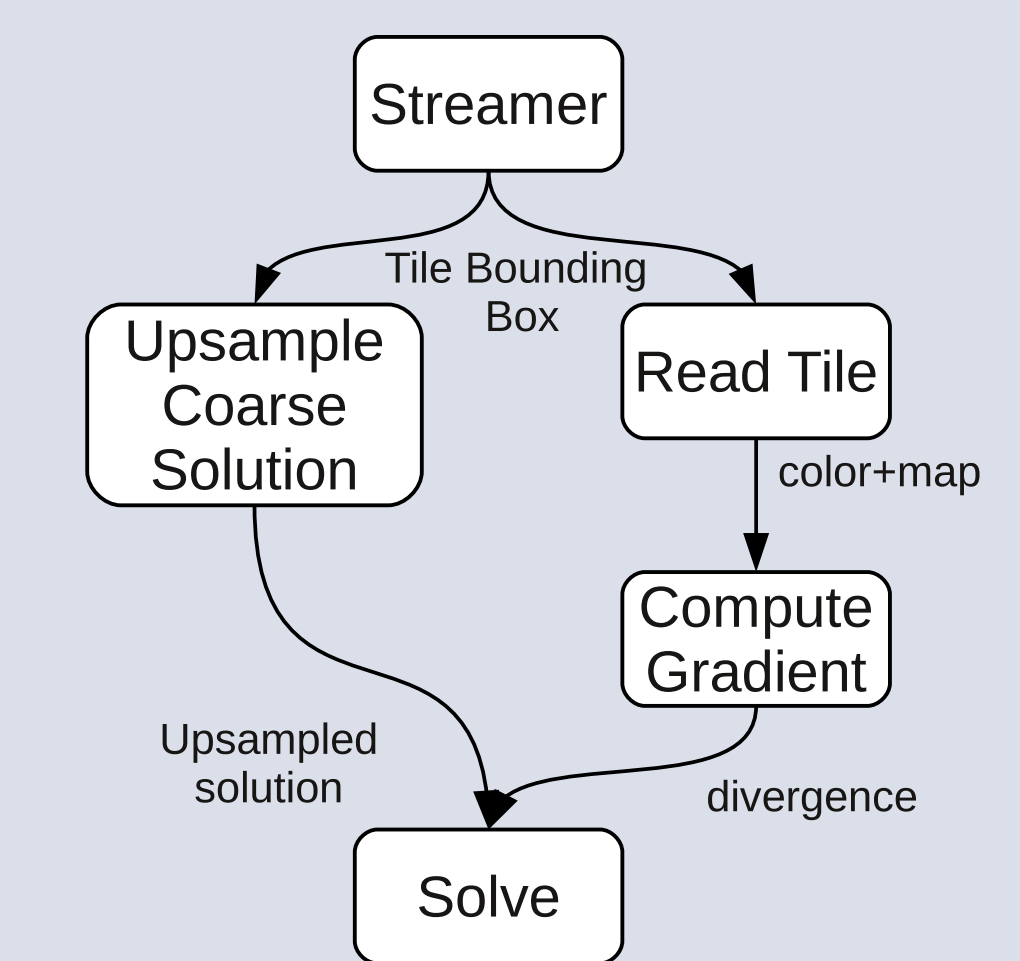 Streamer
Tile Bounding
Box
Upsample
Coarse
Solution
Read Tile
color+map
Compute
Gradient
Upsampled
solution
divergence
Solve